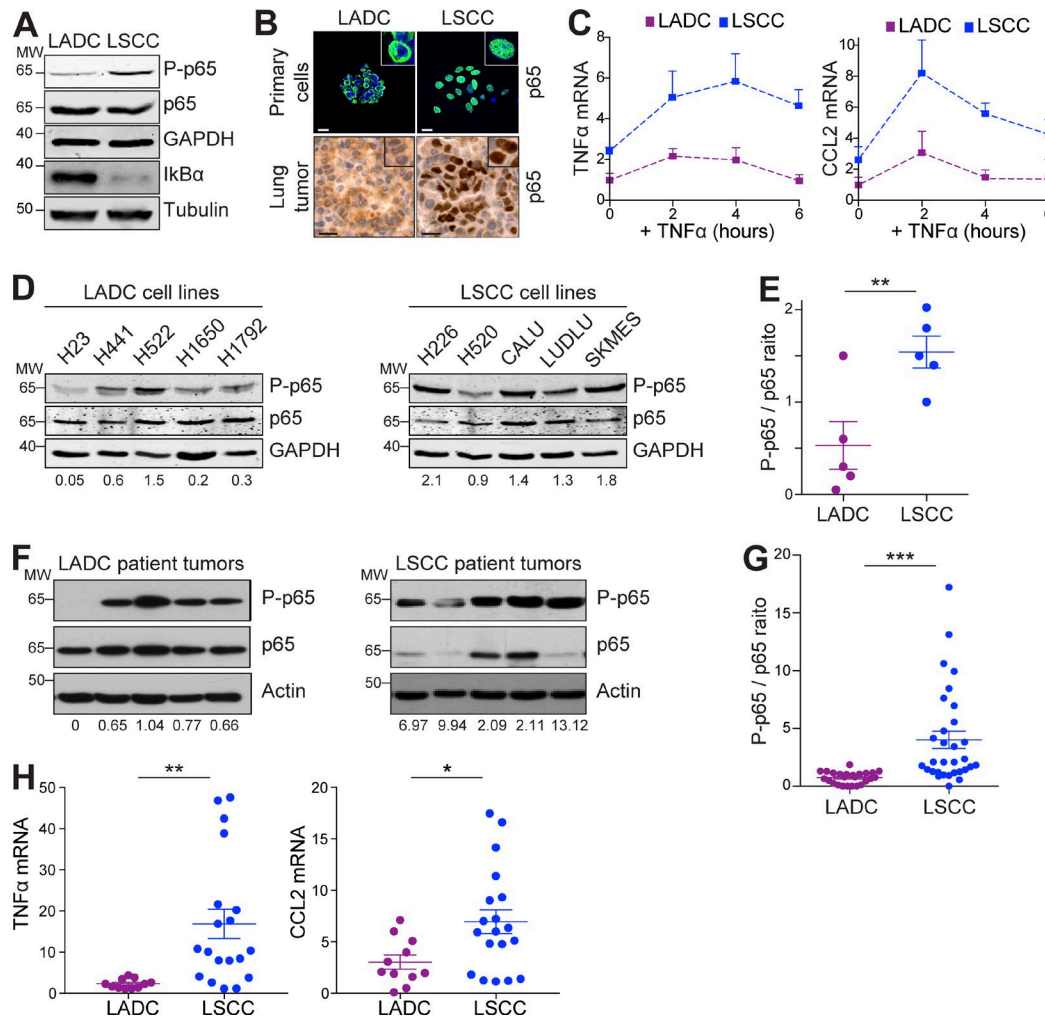 A
LADC LSCC
MW
65
P-p65
65
p65
40
GAPDH
40
IkBα
50
Tubulin
B
LADC LSCC
Primary cells
p65
Lung tumor
p65
C
LADC LSCC
TNFα mRNA
8
6
4
2
0
0 2 4 6
+ TNFα (hours)
LADC LSCC
CCL2 mRNA
10
8
6
4
2
0
0 2 4 6
+ TNFα (hours)
D
LADC cell lines
H23 H441 H522 H1650 H1792
MW
65
P-p65
65
p65
40
GAPDH
0.05 0.6 1.5 0.2 0.3
LSCC cell lines
H226 H520 CALU LUDLU SKMES
MW
65
P-p65
65
p65
40
GAPDH
2.1 0.9 1.4 1.3 1.8
E
P-p65 / p65 raito
**
2
1
0
LADC LSCC
F
LADC patient tumors
MW
65
P-p65
65
p65
50
Actin
0 0.65 1.04 0.77 0.66
LSCC patient tumors
MW
65
P-p65
65
p65
50
Actin
6.97 9.94 2.09 2.11 13.12
G
P-p65 / p65 raito
***
20
15
10
5
0
LADC LSCC
H
TNFα mRNA
**
50
40
30
20
10
0
LADC LSCC
CCL2 mRNA
*
20
15
10
5
0
LADC LSCC